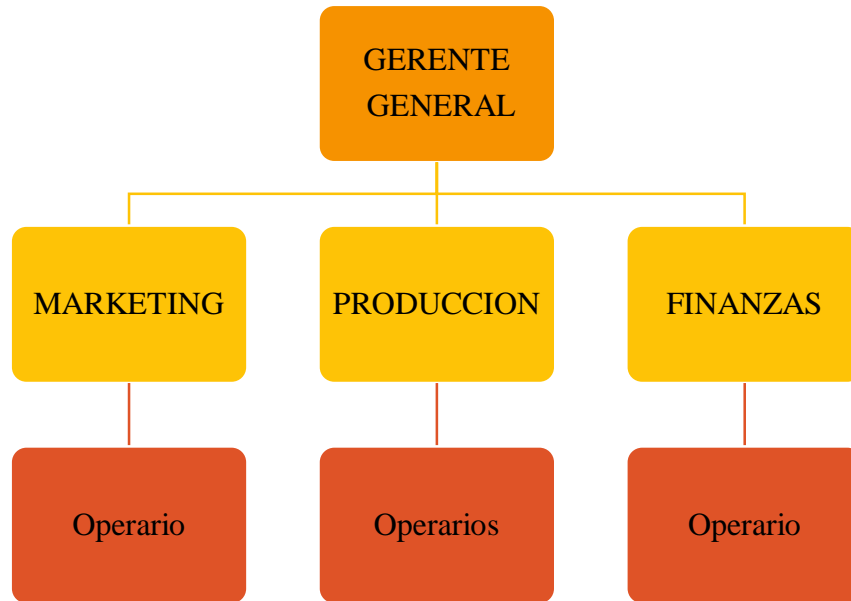 GERENTE
GENERAL
MARKETING
PRODUCCION
FINANZAS
Operario
Operarios
Operario